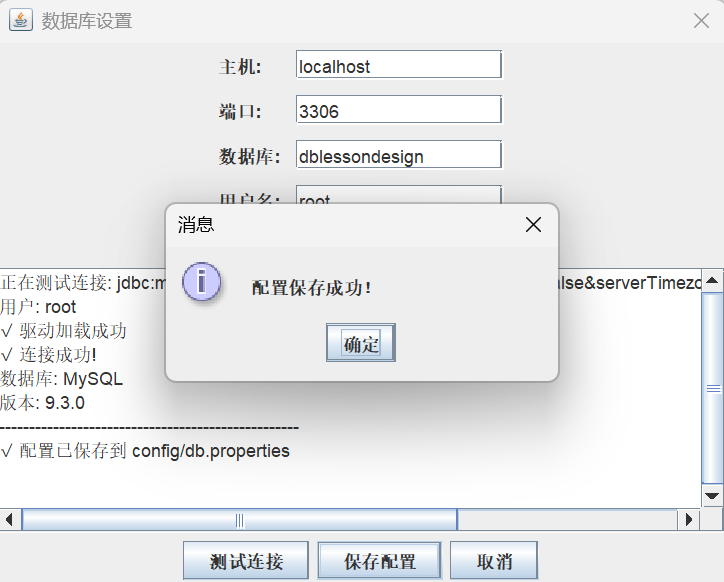 数据库设置
主机: localhost
端口: 3306
数据库: dblessondesign
用户名: root
消息
配置保存成功!
确定
正在测试连接: jdbc:m
lse&serverTimezo
用户: root
√ 驱动加载成功
√ 连接成功!
数据库: MySQL
版本: 9.3.0
--------------------------------------------------
√ 配置已保存到 config/db.properties
测试连接 保存配置 取消